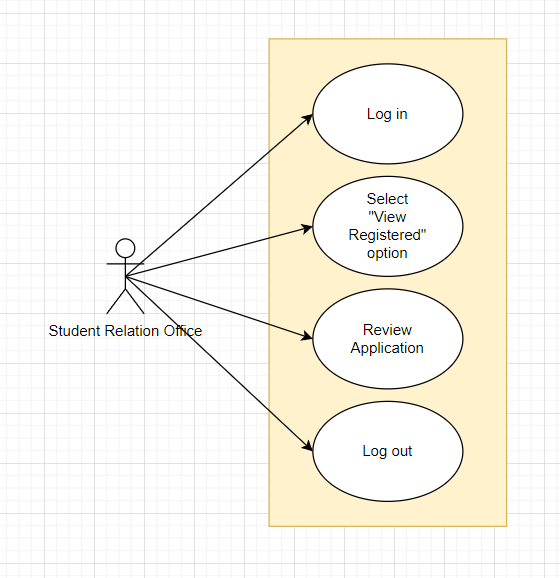 Log in
Select
"View
Registered"
option
Student Relation Office
Review
Application
Log out